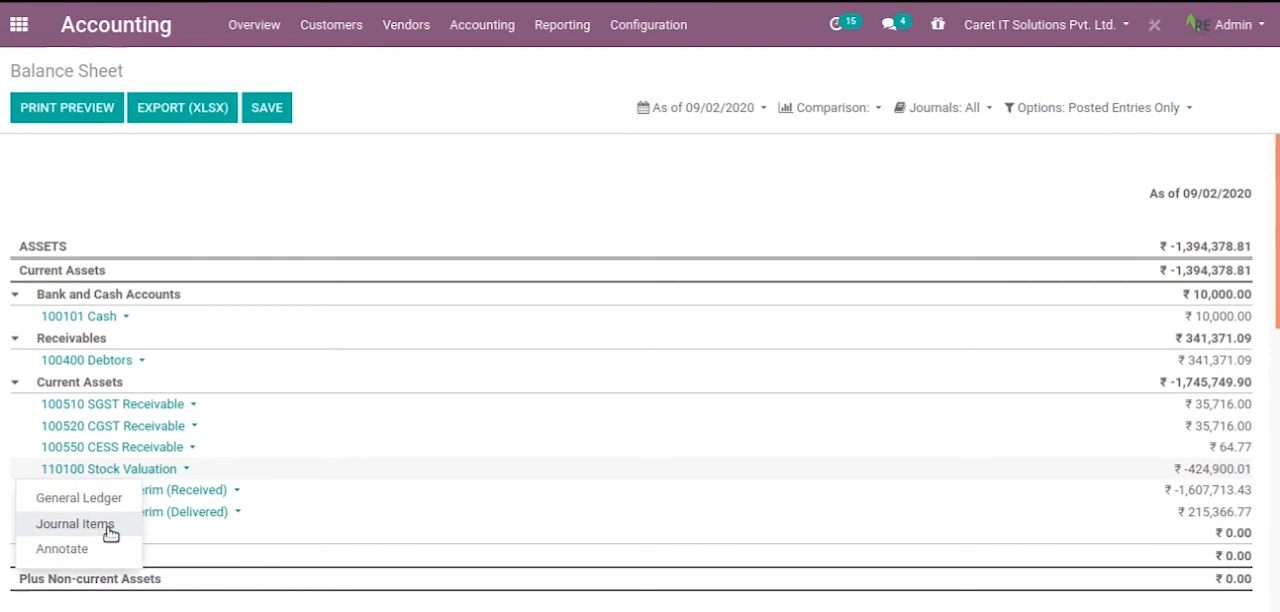 Accounting Overview Customers Vendors Accounting Reporting Configuration 15 4 Caret IT Solutions Pvt. Ltd. Admin
Balance Sheet
PRINT PREVIEW EXPORT (XLSX) SAVE As of 09/02/2020 Comparison: Journals: All Options: Posted Entries Only
As of 09/02/2020
ASSETS ₹ -1,394,378.81
Current Assets ₹ -1,394,378.81
Bank and Cash Accounts ₹ 10,000.00
100101 Cash ₹ 10,000.00
Receivables ₹ 341,371.09
100400 Debtors ₹ 341,371.09
Current Assets ₹ -1,745,749.90
100510 SGST Receivable ₹ 35,716.00
100520 CGST Receivable ₹ 35,716.00
100550 CESS Receivable ₹ 64.77
110100 Stock Valuation ₹ -424,900.01
General Ledger erim (Received) ₹ -1,607,713.43
Journal Items erim (Delivered) ₹ 215,366.77
₹ 0.00
Annotate ₹ 0.00
Plus Non-current Assets ₹ 0.00